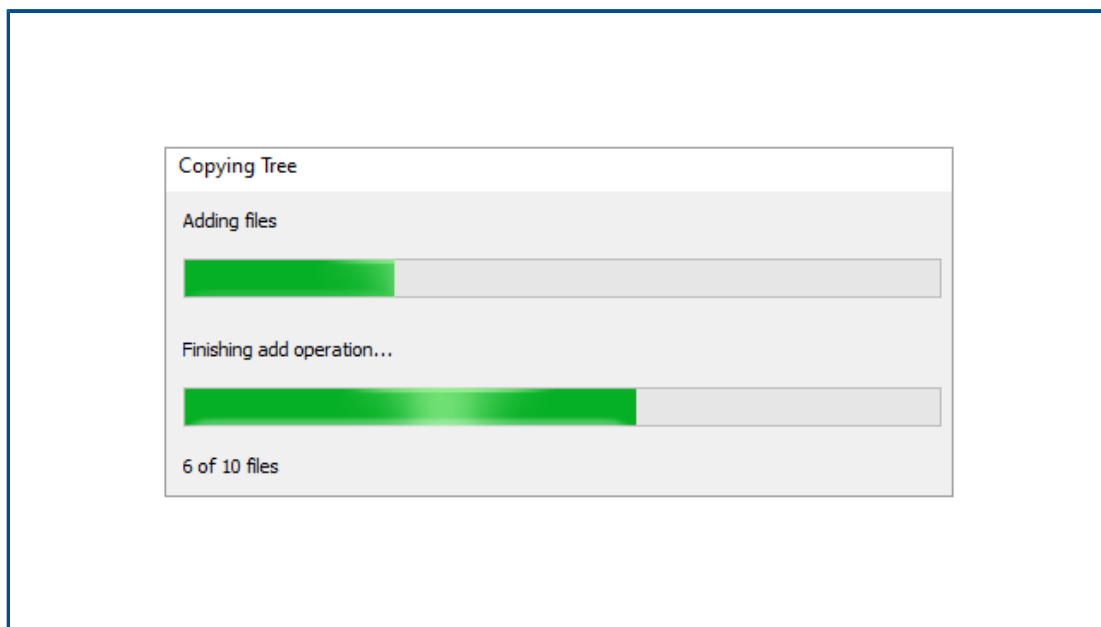 Copying Tree
Adding files
Finishing add operation...
6 of 10 files